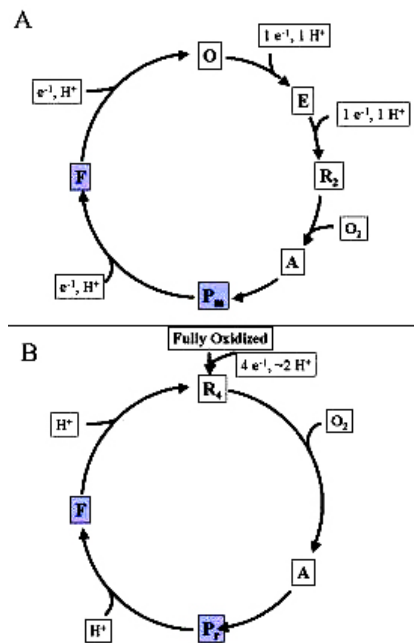 A
O
1 e⁻¹, 1 H⁺
E
1 e⁻¹, 1 H⁺
R₂
O₂
A
Pₘ
e⁻¹, H⁺
F
e⁻¹, H⁺
B
Fully Oxidized
4 e⁻¹, ~2 H⁺
R₄
O₂
A
Pᵣ
H⁺
F
H⁺